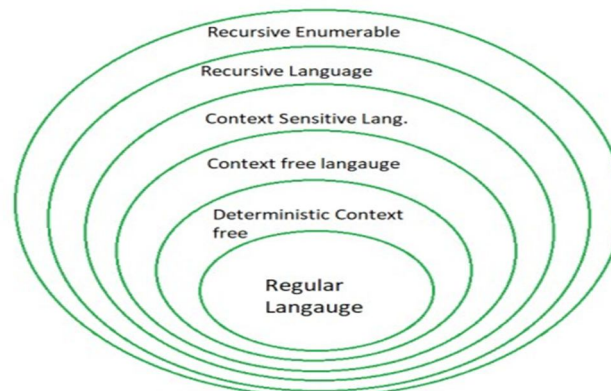 Recursive Enumerable
Recursive Language
Context Sensitive Lang.
Context free langauge
Deterministic Context
free
Regular
Langauge